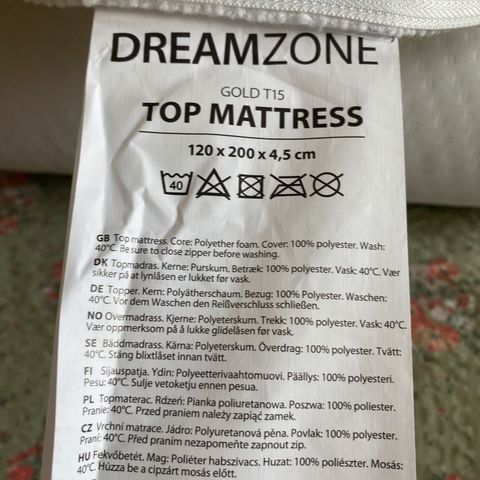 DREAMZONE
GOLD T15
TOP MATTRESS
120 x 200 x 4,5 cm
40
GB Top mattress. Core: Polyether foam. Cover: 100% polyester. Wash:
40°C. Be sure to close zipper before washing.
DK Topmadras. Kerne: Purskum. Betræk: 100% Polyester. Vask: 40°C. Vær
sikker på at lynlåsen er lukket før vask.
DE Topper. Kern: Polyätherschaum. Bezug: 100% Polyester. Waschen:
40°C. Vor dem Waschen den Reißverschluss schließen.
NO Overmadrass. Kjerne: Polyeterskum. Trekk: 100% Polyester. Vask: 40°C.
Vær oppmerksom på å lukke glidelåsen før vask.
SE Bäddmadrass. Kärna: Polyeterskum. Överdrag: 100% Polyester. Tvätt:
40°C. Stäng blixtlåset innan tvätt.
FI Sijauspatja. Ydin: Polyeetterivaahtomuovi. Päällys: 100% polyesteri.
Pesu: 40°C. Sulje vetoketju ennen pesua.
PL Topmaterac. Rdzeń: Pianka poliuretanowa. Poszwa: 100% poliester.
Pranie: 40°C. Przed praniem należy zapiąć zamek.
CZ Vrchní matrace. Jádro: Polyuretanová pěna. Povlak: 100% polyester.
Praní: 40°C. Před praním nezapomeňte zapnout zip.
HU Fekvőbetét. Mag: Poliéter habszivacs. Huzat: 100% poliészter. Mosás:
40°C. Húzza be a cipzárt mosás előtt.